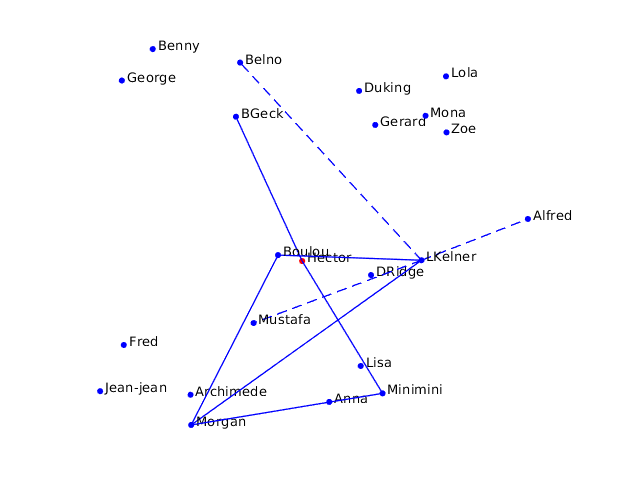 Benny
Belno
George
Lola
Duking
BGeck
Mona
Gerard
Zoe
Alfred
Boulou
Hector
LKelner
DRidge
Mustafa
Fred
Lisa
Jean-jean
Archimede
Minimini
Anna
Morgan